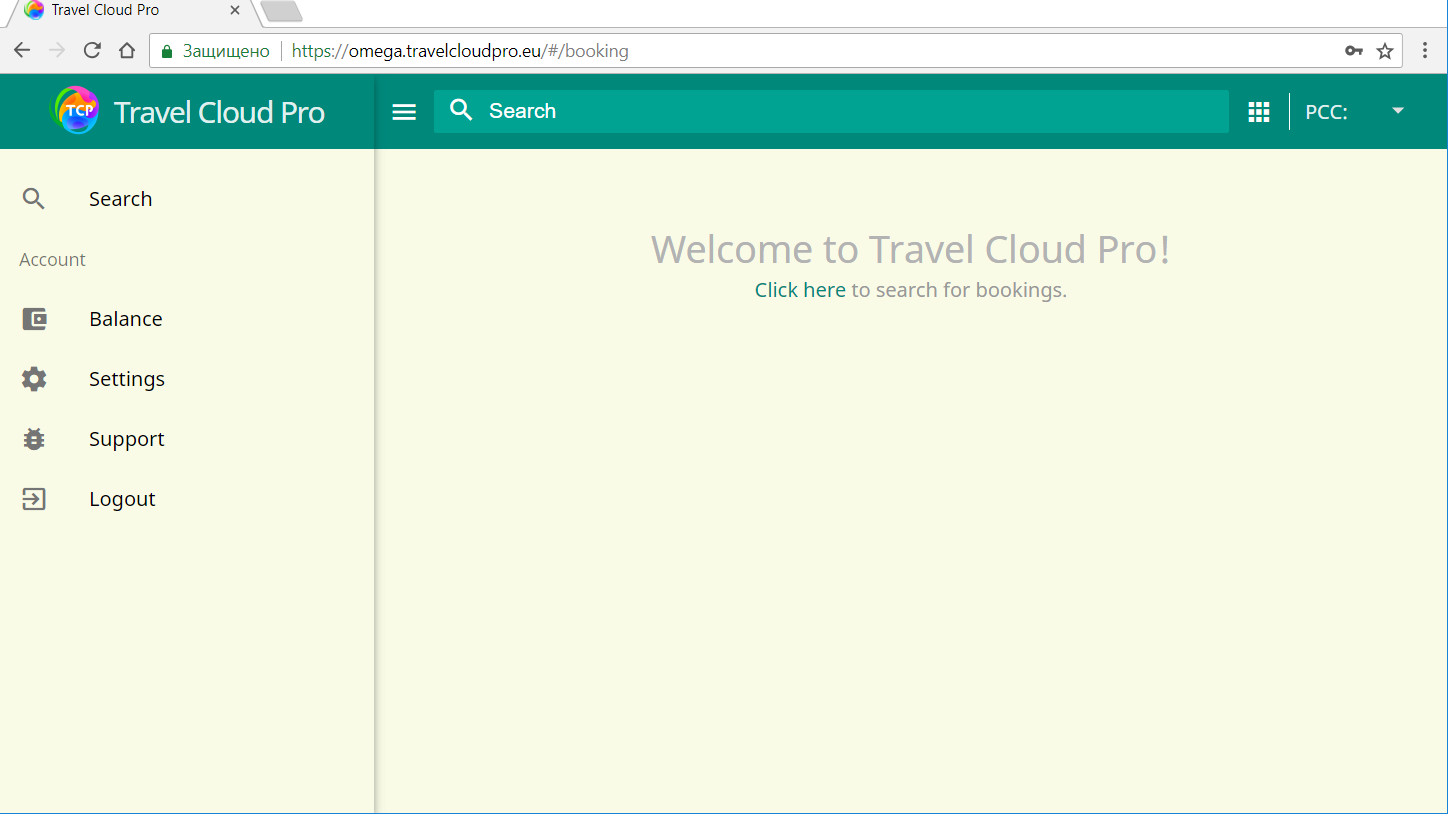 Travel Cloud Pro
Защищено https://omega.travelcloudpro.eu/#/booking
TCP Travel Cloud Pro Search PCC:
Search
Account
Balance
Settings
Support
Logout
Welcome to Travel Cloud Pro!
Click here to search for bookings.